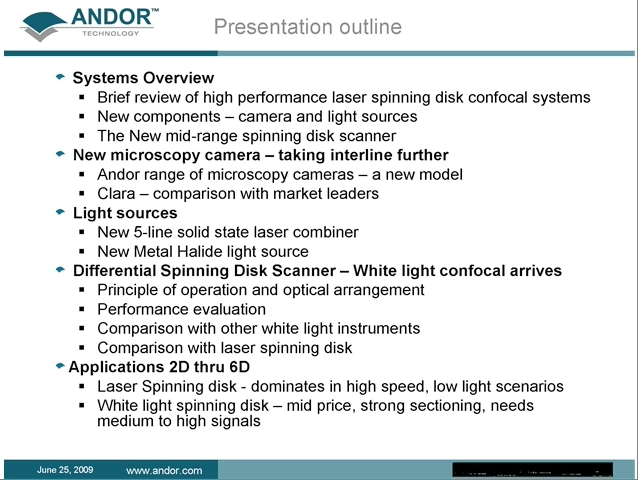 ANDOR™
TECHNOLOGY
Presentation outline
Systems Overview
▪ Brief review of high performance laser spinning disk confocal systems
▪ New components – camera and light sources
▪ The New mid-range spinning disk scanner
New microscopy camera – taking interline further
▪ Andor range of microscopy cameras – a new model
▪ Clara – comparison with market leaders
Light sources
▪ New 5-line solid state laser combiner
▪ New Metal Halide light source
Differential Spinning Disk Scanner – White light confocal arrives
▪ Principle of operation and optical arrangement
▪ Performance evaluation
▪ Comparison with other white light instruments
▪ Comparison with laser spinning disk
Applications 2D thru 6D
▪ Laser Spinning disk - dominates in high speed, low light scenarios
▪ White light spinning disk – mid price, strong sectioning, needs
medium to high signals
June 25, 2009
www.andor.com